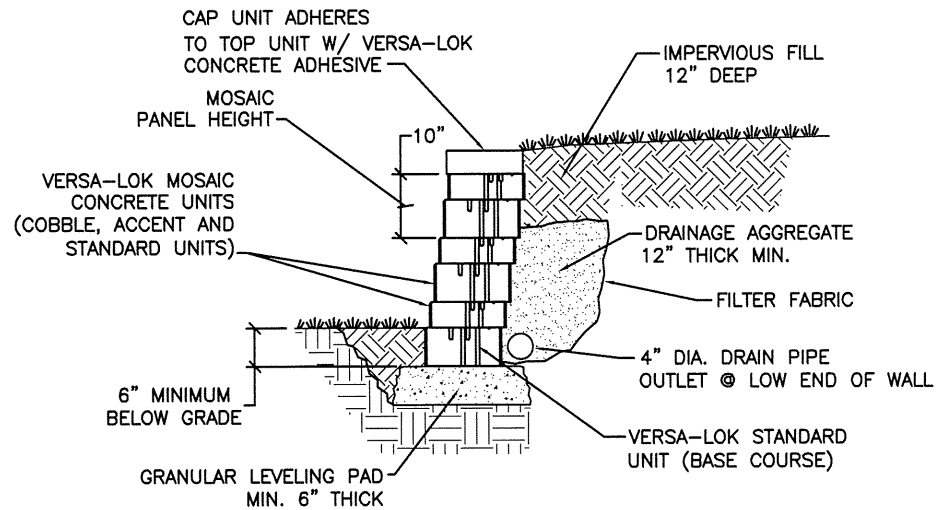 CAP UNIT ADHERES
TO TOP UNIT W/ VERSA-LOK
CONCRETE ADHESIVE
IMPERVIOUS FILL
12” DEEP
MOSAIC
PANEL HEIGHT
10”
VERSA-LOK MOSAIC
CONCRETE UNITS
(COBBLE, ACCENT AND
STANDARD UNITS)
DRAINAGE AGGREGATE
12” THICK MIN.
FILTER FABRIC
4” DIA. DRAIN PIPE
OUTLET @ LOW END OF WALL
6” MINIMUM
BELOW GRADE
VERSA-LOK STANDARD
UNIT (BASE COURSE)
GRANULAR LEVELING PAD
MIN. 6” THICK